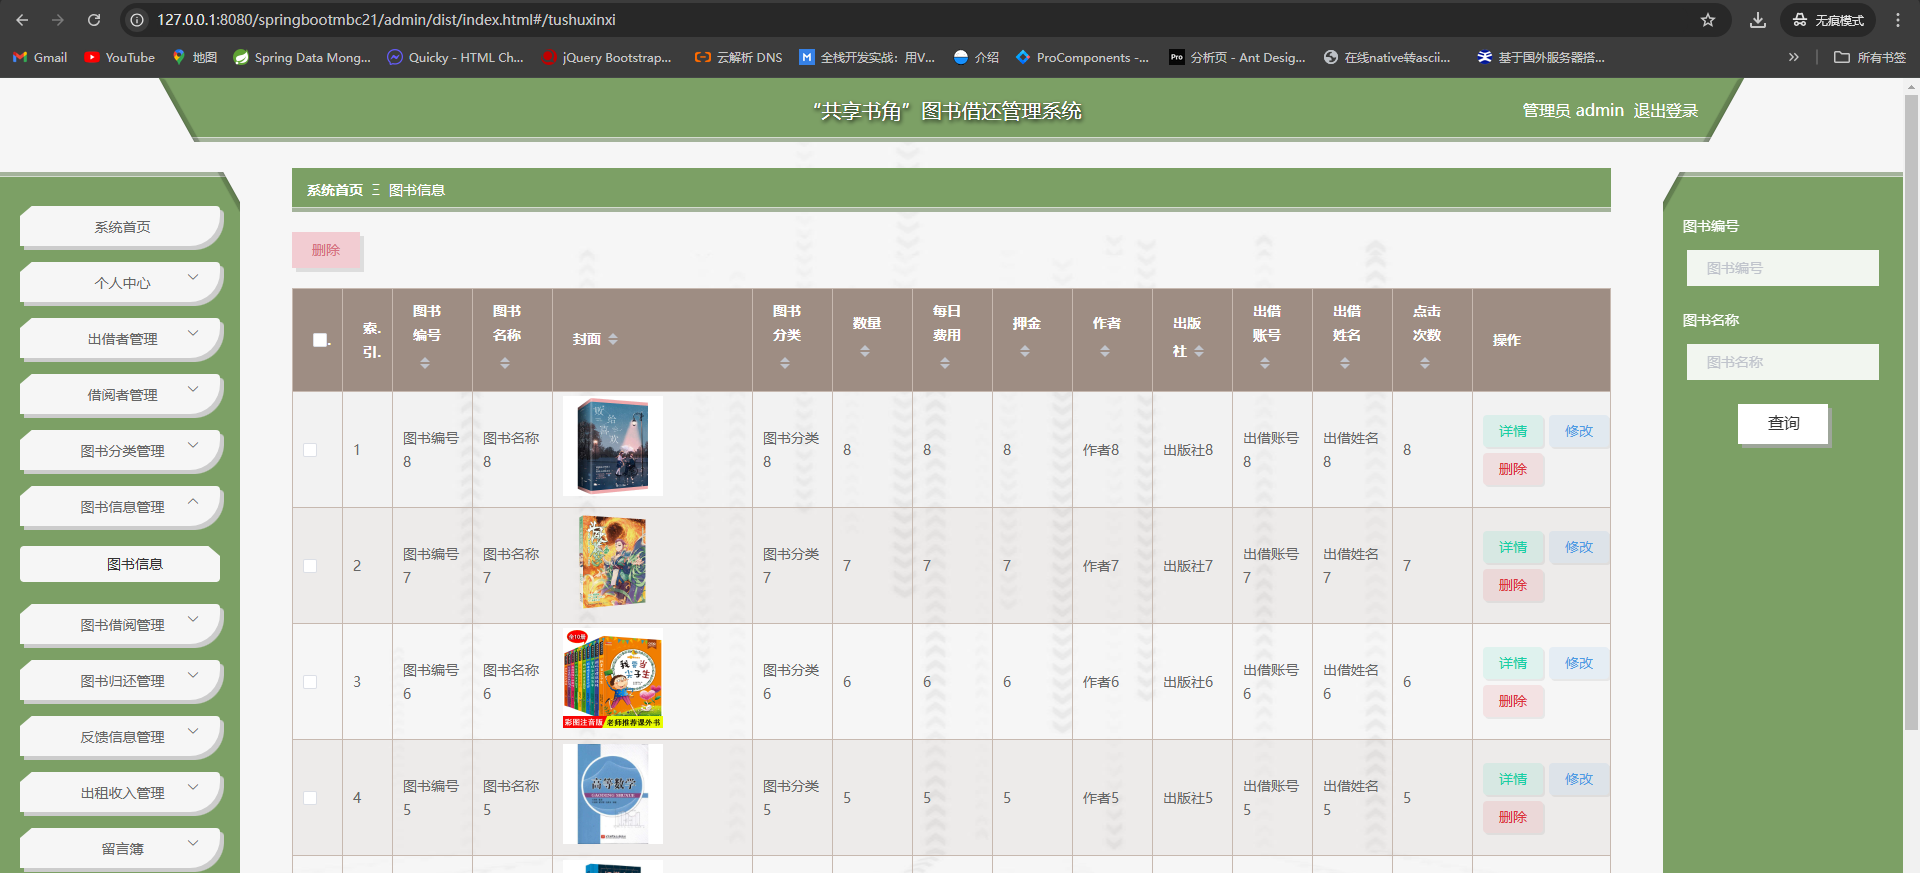 127.0.0.1:8080/springbootmbc21/admin/dist/index.html#/tushuxinxi
无痕模式
Gmail YouTube 地图 Spring Data Mong... Quicky - HTML Ch... jQuery Bootstrap... 云解析 DNS 全栈开发实战：用V... 介绍 ProComponents -... 分析页 - Ant Desig... 在线native转ascii... 基于国外服务器搭... 所有书签
“共享书角”图书借还管理系统
管理员 admin 退出登录
系统首页 图书信息
系统首页
个人中心
出借者管理
借阅者管理
图书分类管理
图书信息管理
图书信息
图书借阅管理
图书归还管理
反馈信息管理
出租收入管理
留言簿
删除
索. 引. 图书编号 图书名称 封面 图书分类 数量 每日费用 押金 作者 出版社 出借账号 出借姓名 点击次数 操作
1 图书编号8 图书名称8 图书分类8 8 8 8 作者8 出版社8 出借账号8 出借姓名8 8 详情 修改 删除
2 图书编号7 图书名称7 图书分类7 7 7 7 作者7 出版社7 出借账号7 出借姓名7 7 详情 修改 删除
3 图书编号6 图书名称6 图书分类6 6 6 6 作者6 出版社6 出借账号6 出借姓名6 6 详情 修改 删除
彩图注音版 老师推荐课外书
4 图书编号5 图书名称5 图书分类5 5 5 5 作者5 出版社5 出借账号5 出借姓名5 5 详情 修改 删除
高等数学
图书编号
图书编号
图书名称
图书名称
查询